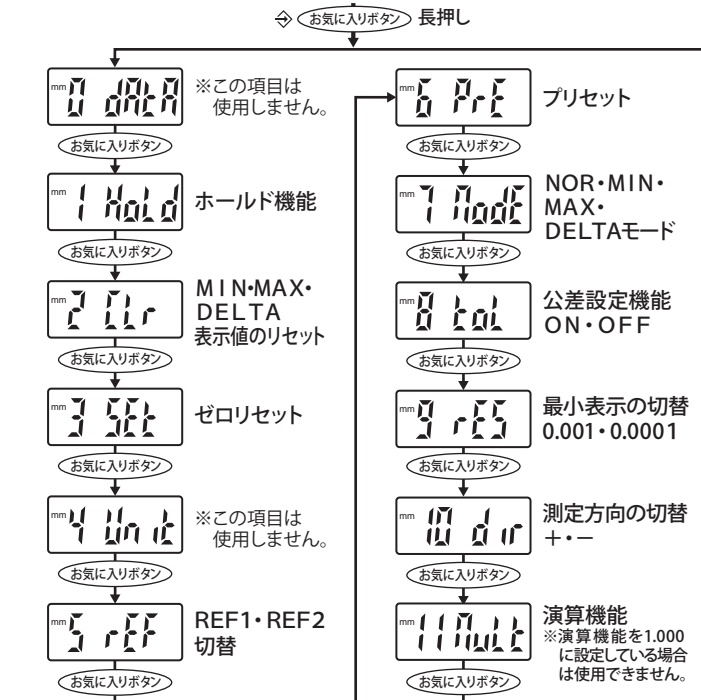 お気に入りボタン 長押し
mm 0 dAtA
※この項目は
使用しません。
お気に入りボタン
mm 1 HoLd
ホールド機能
お気に入りボタン
mm 2 CLr
MIN・MAX・
DELTA
表示値のリセット
お気に入りボタン
mm 3 SEt
ゼロリセット
お気に入りボタン
mm 4 Unit
※この項目は
使用しません。
お気に入りボタン
mm 5 rEF
REF1・REF2
切替
お気に入りボタン
mm 6 PrE
プリセット
お気に入りボタン
mm 7 ModE
NOR・MIN・
MAX・
DELTAモード
お気に入りボタン
mm 8 toL
公差設定機能
ON・OFF
お気に入りボタン
mm 9 rES
最小表示の切替
0.001・0.0001
お気に入りボタン
mm 10 dir
測定方向の切替
＋・－
お気に入りボタン
mm 11 MuLt
演算機能
※演算機能を1.000
に設定している場合
は使用できません。
お気に入りボタン